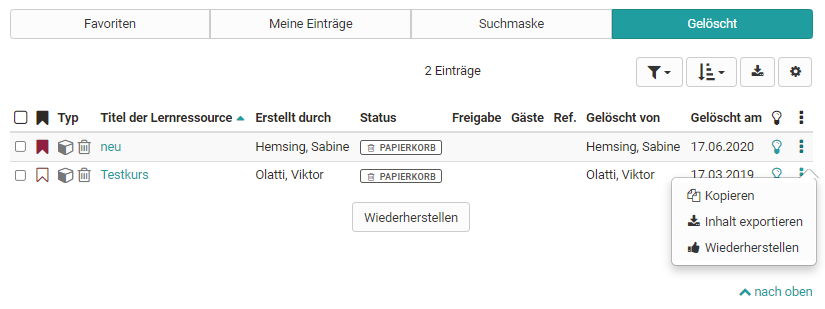 Favoriten Meine Einträge Suchmaske Gelöscht
2 Einträge
Typ Titel der Lernressource Erstellt durch Status Freigabe Gäste Ref. Gelöscht von Gelöscht am
neu Hemsing, Sabine PAPIERKORB Hemsing, Sabine 17.06.2020
Testkurs Olatti, Viktor PAPIERKORB Olatti, Viktor 17.03.2019
Kopieren
Wiederherstellen Inhalt exportieren
Wiederherstellen
nach oben